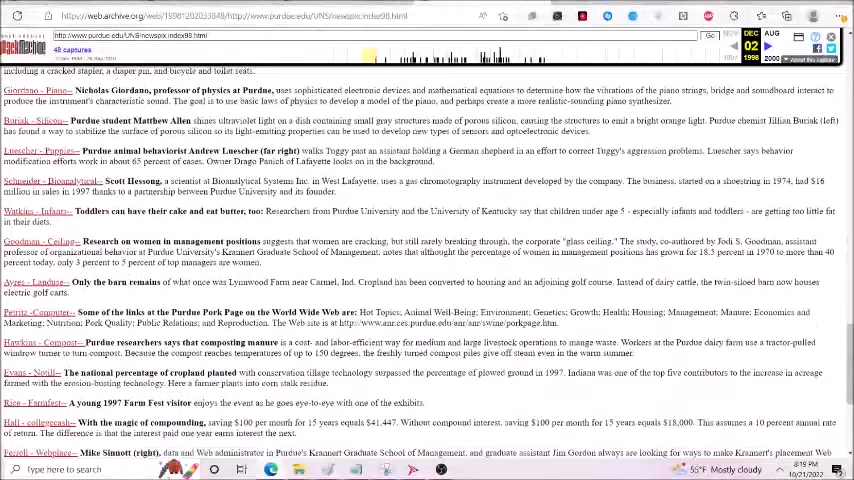 https://web.archive.org/web/19981202033848/http://www.purdue.edu/UNS/newspix/index98.html
http://www.purdue.edu/UNS/newspix/index98.html
Go
NOV DEC AUG
48 captures
02
1998 2000
About this capture
including a cracked stapler, a diaper pin, and bicycle and toilet seats.
Giordano - Piano-- Nicholas Giordano, professor of physics at Purdue, uses sophisticated electronic devices and mathematical equations to determine how the vibrations of the piano strings, bridge and soundboard interact to
produce the instrument's characteristic sound. The goal is to use basic laws of physics to develop a model of the piano, and perhaps create a more realistic-sounding piano synthesizer.
Buriak - Silicon-- Purdue student Matthew Allen shines ultraviolet light on a dish containing small gray structures made of porous silicon, causing the structures to emit a bright orange light. Purdue chemist Jillian Buriak (left)
has found a way to stabilize the surface of porous silicon so its light-emitting properties can be used to develop new types of sensors and optoelectronic devices.
Luescher - Puppies-- Purdue animal behaviorist Andrew Luescher (far right) walks Tuggy past an assistant holding a German shepherd in an effort to correct Tuggy's aggression problems. Luescher says behavior
modification efforts work in about 65 percent of cases. Owner Drago Panich of Lafayette looks on in the background.
Schneider - Bioanalytical-- Scott Hessong, a scientist at Bioanalytical Systems Inc. in West Lafayette, uses a gas chromotography instrument developed by the company. The business, started on a shoestring in 1974, had $16
million in sales in 1997 thanks to a partnership between Purdue University and its founder.
Watkins - Infants-- Toddlers can have their cake and eat butter, too: Researchers from Purdue University and the University of Kentucky say that children under age 5 - especially infants and toddlers - are getting too little fat
in their diets.
Goodman - Ceiling-- Research on women in management positions suggests that women are cracking, but still rarely breaking through, the corporate "glass ceiling." The study, co-authored by Jodi S. Goodman, assistant
professor of organizational behavior at Purdue University's Krannert Graduate School of Management, notes that althought the percentage of women in management positions has grown for 18.5 percent in 1970 to more than 40
percent today, only 3 percent to 5 percent of top managers are women.
Ayres - Landuse-- Only the barn remains of what once was Lynnwood Farm near Carmel, Ind. Cropland has been converted to housing and an adjoining golf course. Instead of dairy cattle, the twin-siloed barn now houses
electric golf carts.
Petritz -Computer-- Some of the links at the Purdue Pork Page on the World Wide Web are: Hot Topics; Animal Well-Being; Environment; Genetics; Growth; Health; Housing; Management; Manure; Economics and
Marketing; Nutrition; Pork Quality; Public Relations; and Reproduction. The Web site is at http://www.anr.ces.purdue.edu/anr/anr/swine/porkpage.htm.
Hawkins - Compost-- Purdue researchers says that composting manure is a cost- and labor-efficient way for medium and large livestock operations to mange waste. Workers at the Purdue dairy farm use a tractor-pulled
windrow turner to turn-compost. Because the compost reaches temperatures of up to 150 degrees, the freshly turned compost piles give off steam even in the warm summer.
Evans - Notill-- The national percentage of cropland planted with conservation tillage technology surpassed the percentage of plowed ground in 1997. Indiana was one of the top five contributors to the increase in acreage
farmed with the erosion-busting technology. Here a farmer plants into corn stalk residue.
Rice - Farmfest-- A young 1997 Farm Fest visitor enjoys the event as he goes eye-to-eye with one of the exhibits.
Hall - collegecash-- With the magic of compounding, saving $100 per month for 15 years equals $41,447. Without compound interest, saving $100 per month for 15 years equals $18,000. This assumes a 10 percent annual rate
of return. The difference is that the interest paid one year earns interest the next.
Ferrell - Webplace-- Mike Sinnott (right), data and Web administrator in Purdue's Krannert Graduate School of Management, and graduate assistant Jim Gordon always are looking for ways to make Krannert's placement Web
Type here to search
55°F Mostly cloudy
8:19 PM
10/21/2022